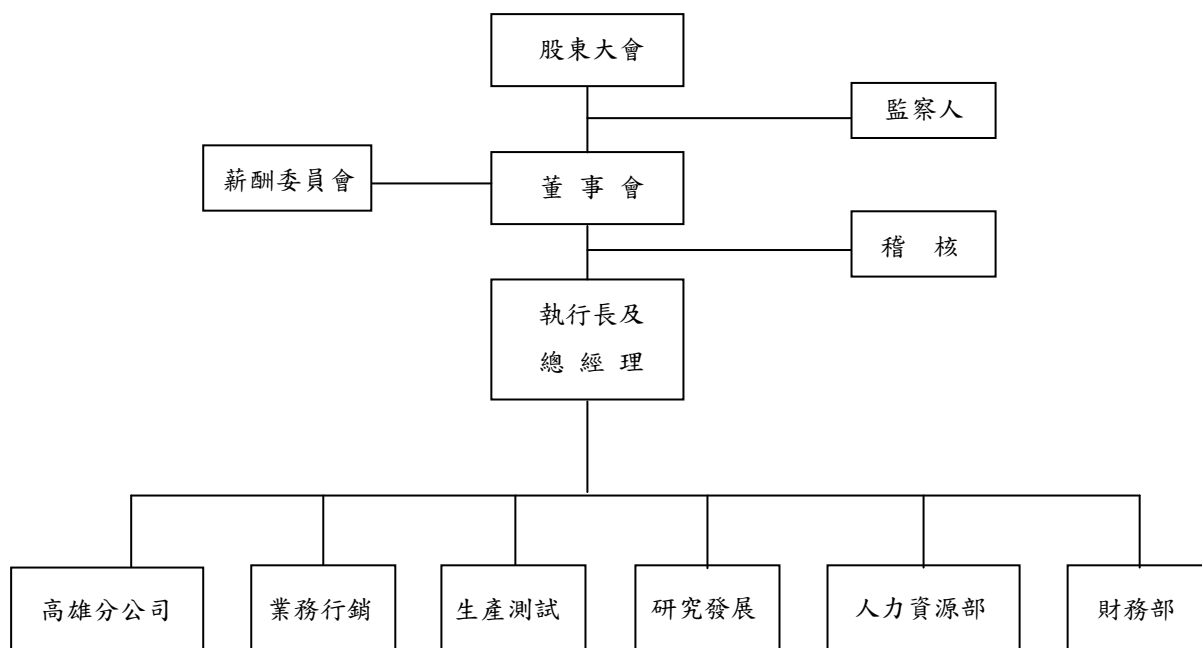 股東大會
監察人
薪酬委員會
董 事 會
稽 核
執行長及
總 經 理
高雄分公司
業務行銷
生產測試
研究發展
人力資源部
財務部